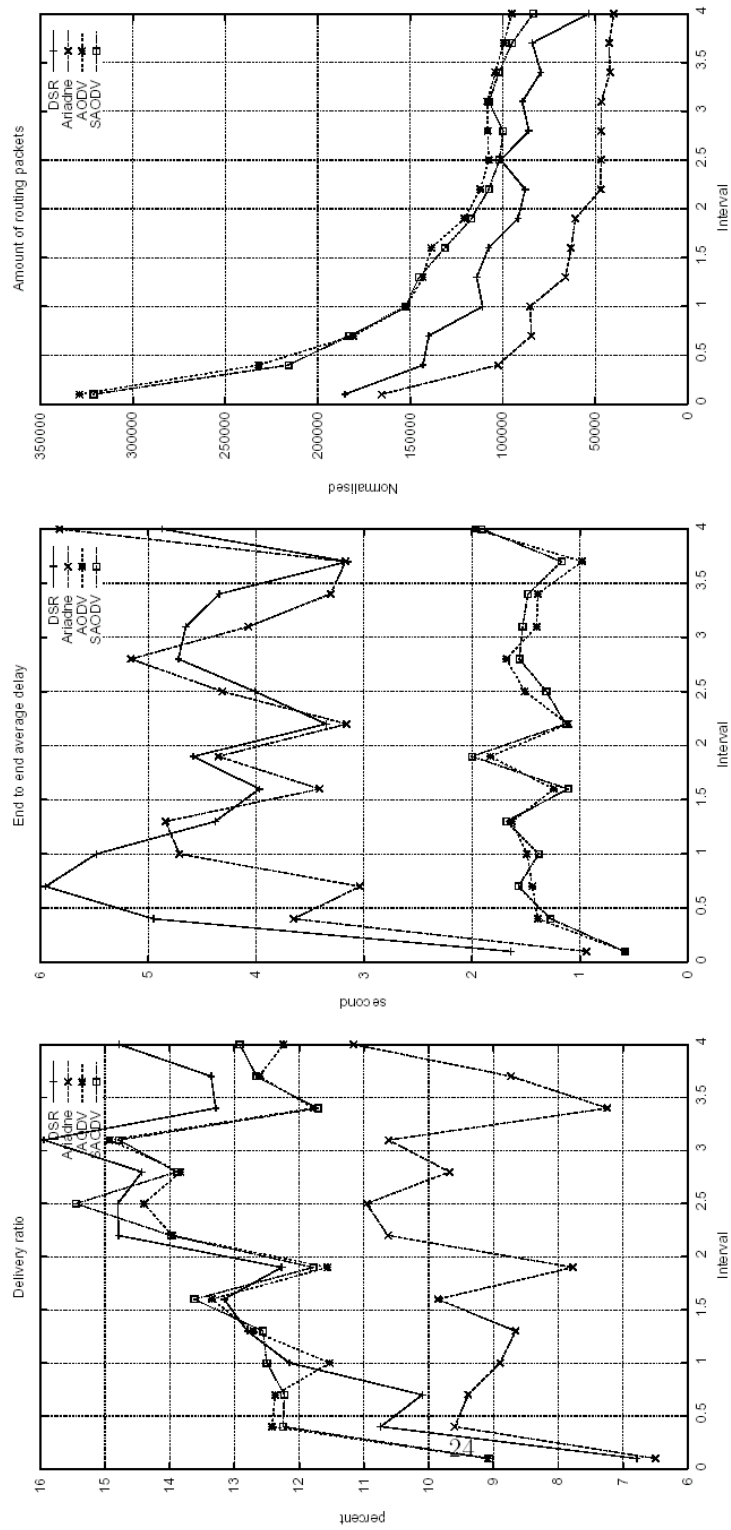 Delivery ratio
DSR
Ariadne
AODV
SAODV
percent
16
15
14
13
12
11
10
9
8
7
6
0
0.5
1
1.5
2
2.5
3
3.5
4
Interval
24
End to end average delay
DSR
Ariadne
AODV
SAODV
second
6
5
4
3
2
1
0
0
0.5
1
1.5
2
2.5
3
3.5
4
Interval
Amount of routing packets
DSR
Ariadne
AODV
SAODV
Normalised
350000
300000
250000
200000
150000
100000
50000
0
0
0.5
1
1.5
2
2.5
3
3.5
4
Interval